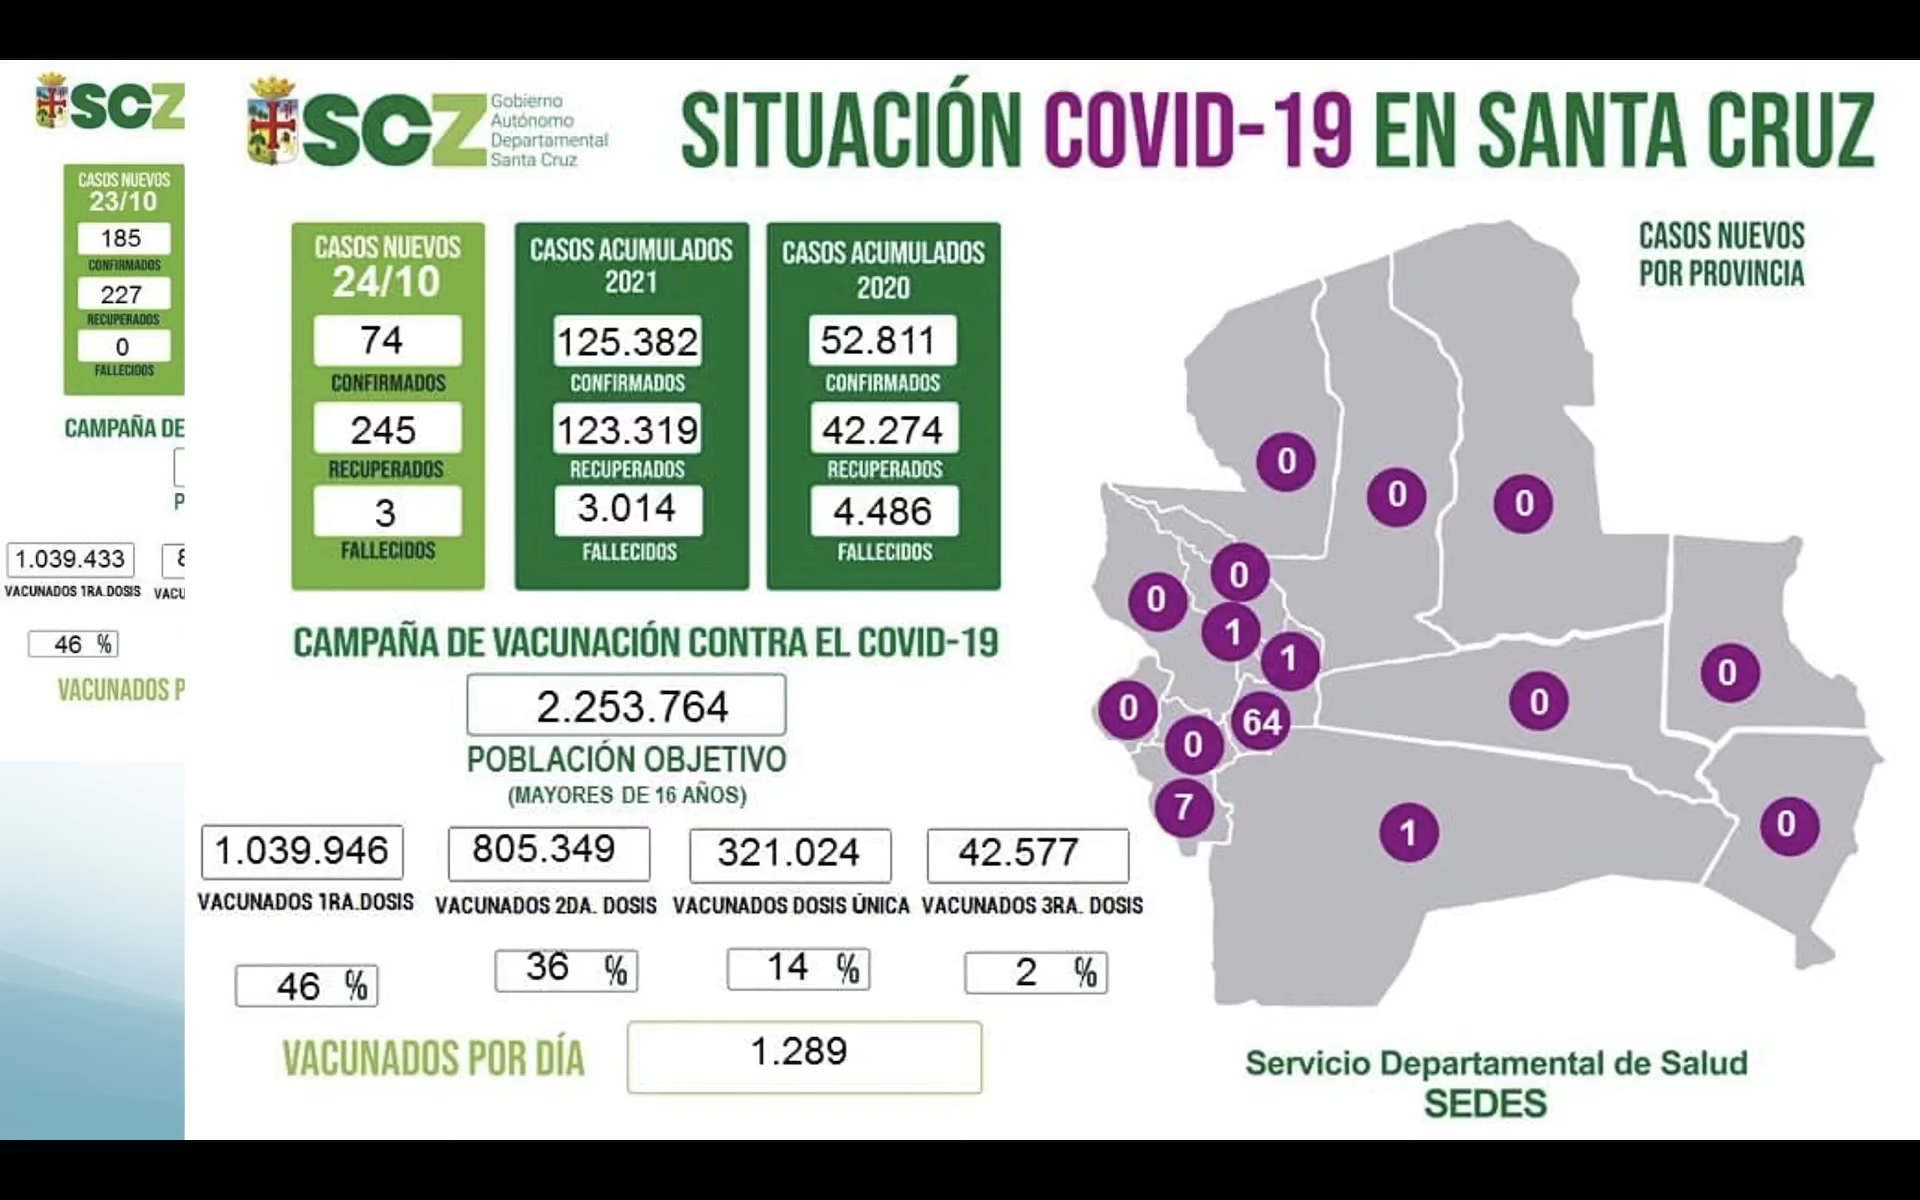 SCZ
CASOS NUEVOS
23/10
185
CONFIRMADOS
227
RECUPERADOS
0
FALLECIDOS
CAMPAÑA DE
P
1.039.433
VACUNADOS 1RA.DOSIS
VACU
46 %
VACUNADOS P
SCZ
Gobierno
Autónomo
Departamental
Santa Cruz
SITUACIÓN COVID-19 EN SANTA CRUZ
CASOS NUEVOS
24/10
74
CONFIRMADOS
245
RECUPERADOS
3
FALLECIDOS
CASOS ACUMULADOS
2021
125.382
CONFIRMADOS
123.319
RECUPERADOS
3.014
FALLECIDOS
CASOS ACUMULADOS
2020
52.811
CONFIRMADOS
42.274
RECUPERADOS
4.486
FALLECIDOS
CAMPAÑA DE VACUNACIÓN CONTRA EL COVID-19
2.253.764
POBLACIÓN OBJETIVO
(MAYORES DE 16 AÑOS)
1.039.946
VACUNADOS 1RA.DOSIS
46 %
805.349
VACUNADOS 2DA. DOSIS
36 %
321.024
VACUNADOS DOSIS ÚNICA
14 %
42.577
VACUNADOS 3RA. DOSIS
2 %
VACUNADOS POR DÍA
1.289
CASOS NUEVOS
POR PROVINCIA
0
0
0
0
0
1
1
0
0
0
64
0
7
1
0
Servicio Departamental de Salud
SEDES